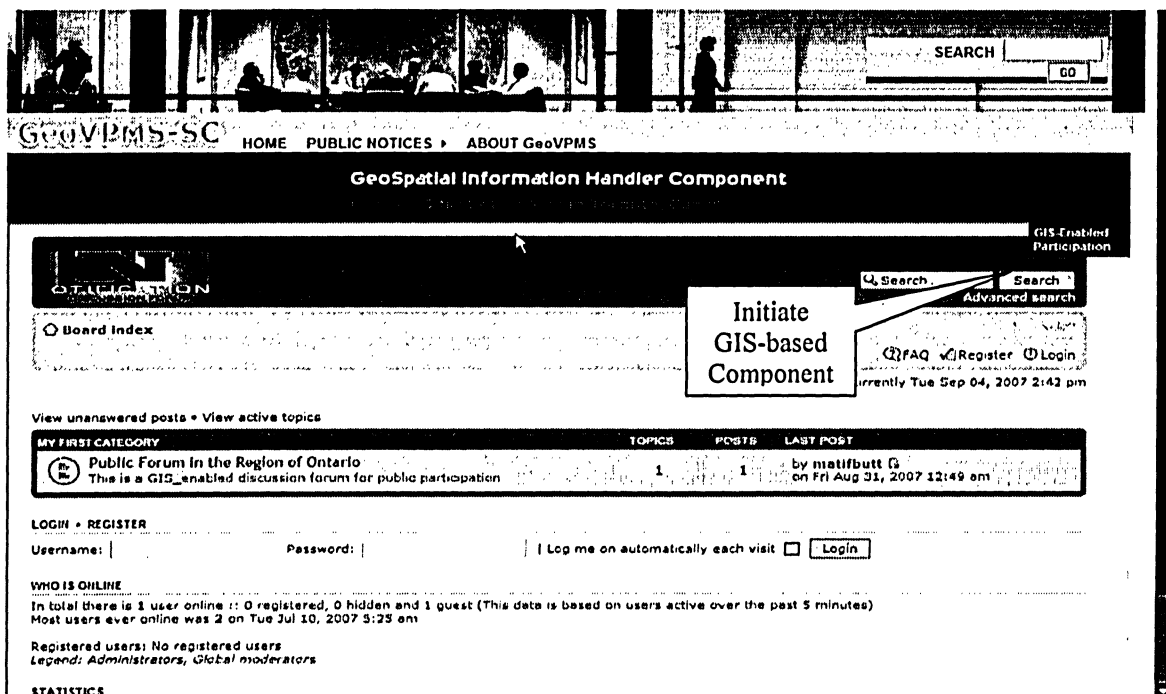 SEARCH
GO
GeoVPMS-SC HOME PUBLIC NOTICES ABOUT GeoVPMS
GeoSpatial Information Handler Component
GIS-Enabled
Participation
OTIFICATION
Search Search
Advanced search
Initiate
GIS-based
Component
Board Index
FAQ Register Login
Tue Sep 04, 2007 2:42 pm
View unanswered posts • View active topics
MY FIRST CATEGORY TOPICS POSTS LAST POST
Public Forum in the Region of Ontario 1 1 by matifbutt
This is a GIS_enabled discussion forum for public participation on Fri Aug 31, 2007 12:49 am
LOGIN • REGISTER
Username: Password: | Log me on automatically each visit Login
WHO IS ONLINE
In total there is 1 user online :: 0 registered, 0 hidden and 1 guest (This data is based on users active over the past 5 minutes)
Most users ever online was 2 on Tue Jul 10, 2007 5:25 am
Registered users: No registered users
Legend: Administrators, Global moderators
STATISTICS